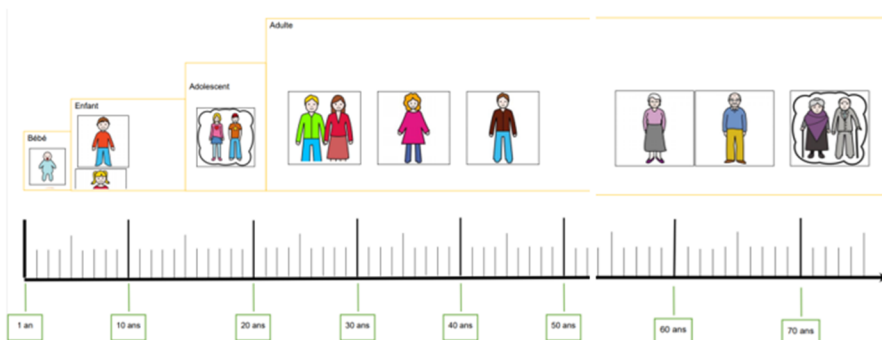 Adulte
Adolescent
Enfant
Bébé
1 an
10 ans
20 ans
30 ans
40 ans
50 ans
60 ans
70 ans